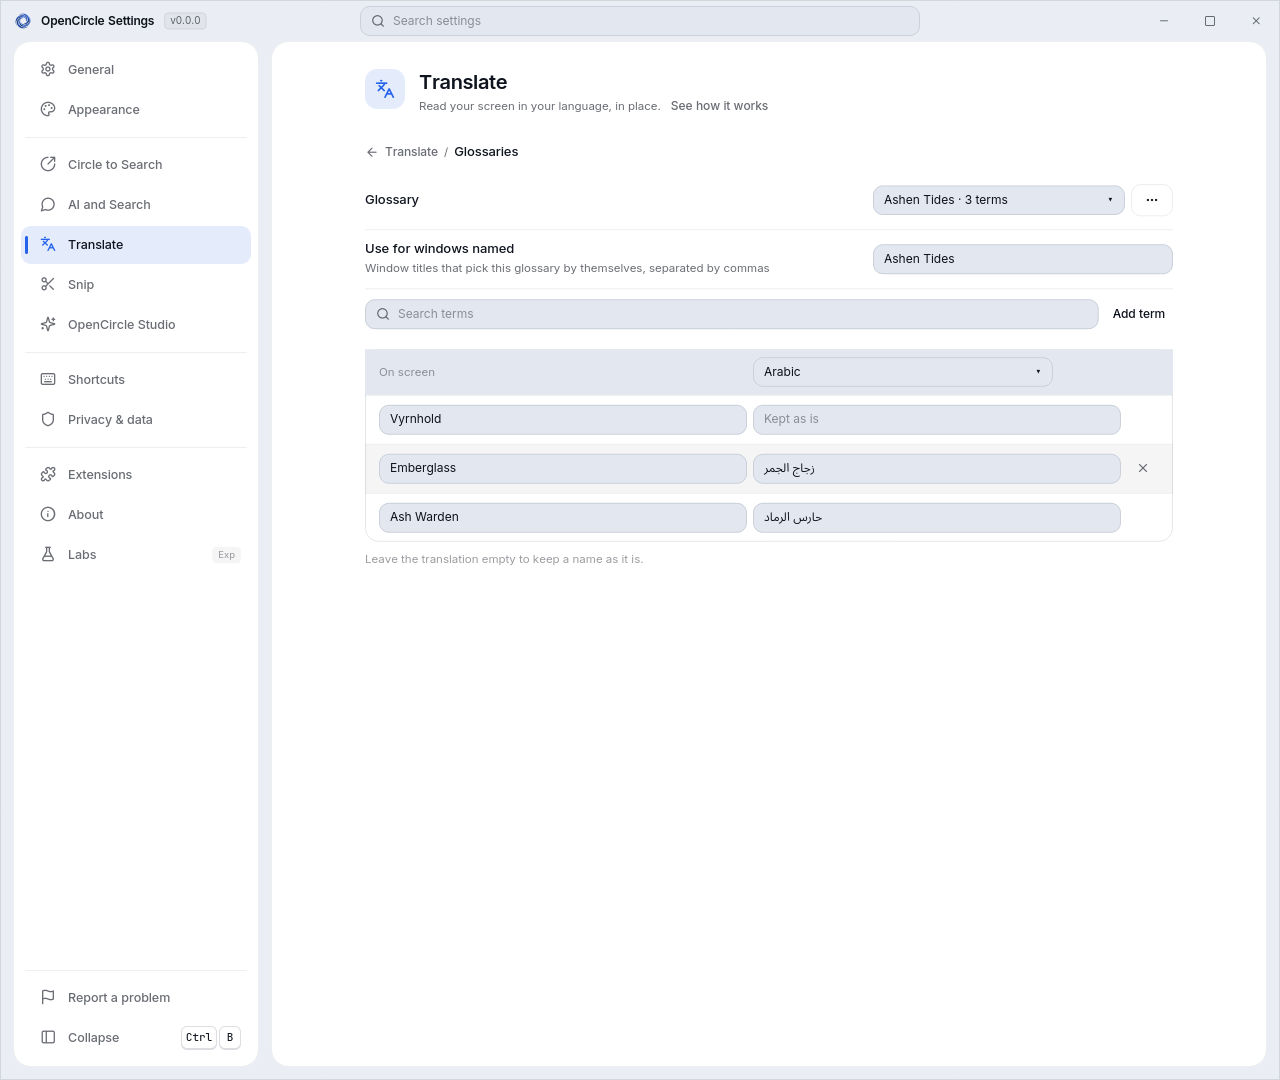 OpenCircle Settings v0.0.0
Search settings
General
Appearance
Circle to Search
AI and Search
Translate
Snip
OpenCircle Studio
Shortcuts
Privacy & data
Extensions
About
Labs Exp
Report a problem
Collapse Ctrl B
Translate
Read your screen in your language, in place. See how it works
Translate / Glossaries
Glossary
Ashen Tides · 3 terms
Use for windows named
Window titles that pick this glossary by themselves, separated by commas
Ashen Tides
Search terms
Add term
On screen Arabic
Vyrnhold Kept as is
Emberglass زجاج الجمر
Ash Warden حارس الرماد
Leave the translation empty to keep a name as it is.